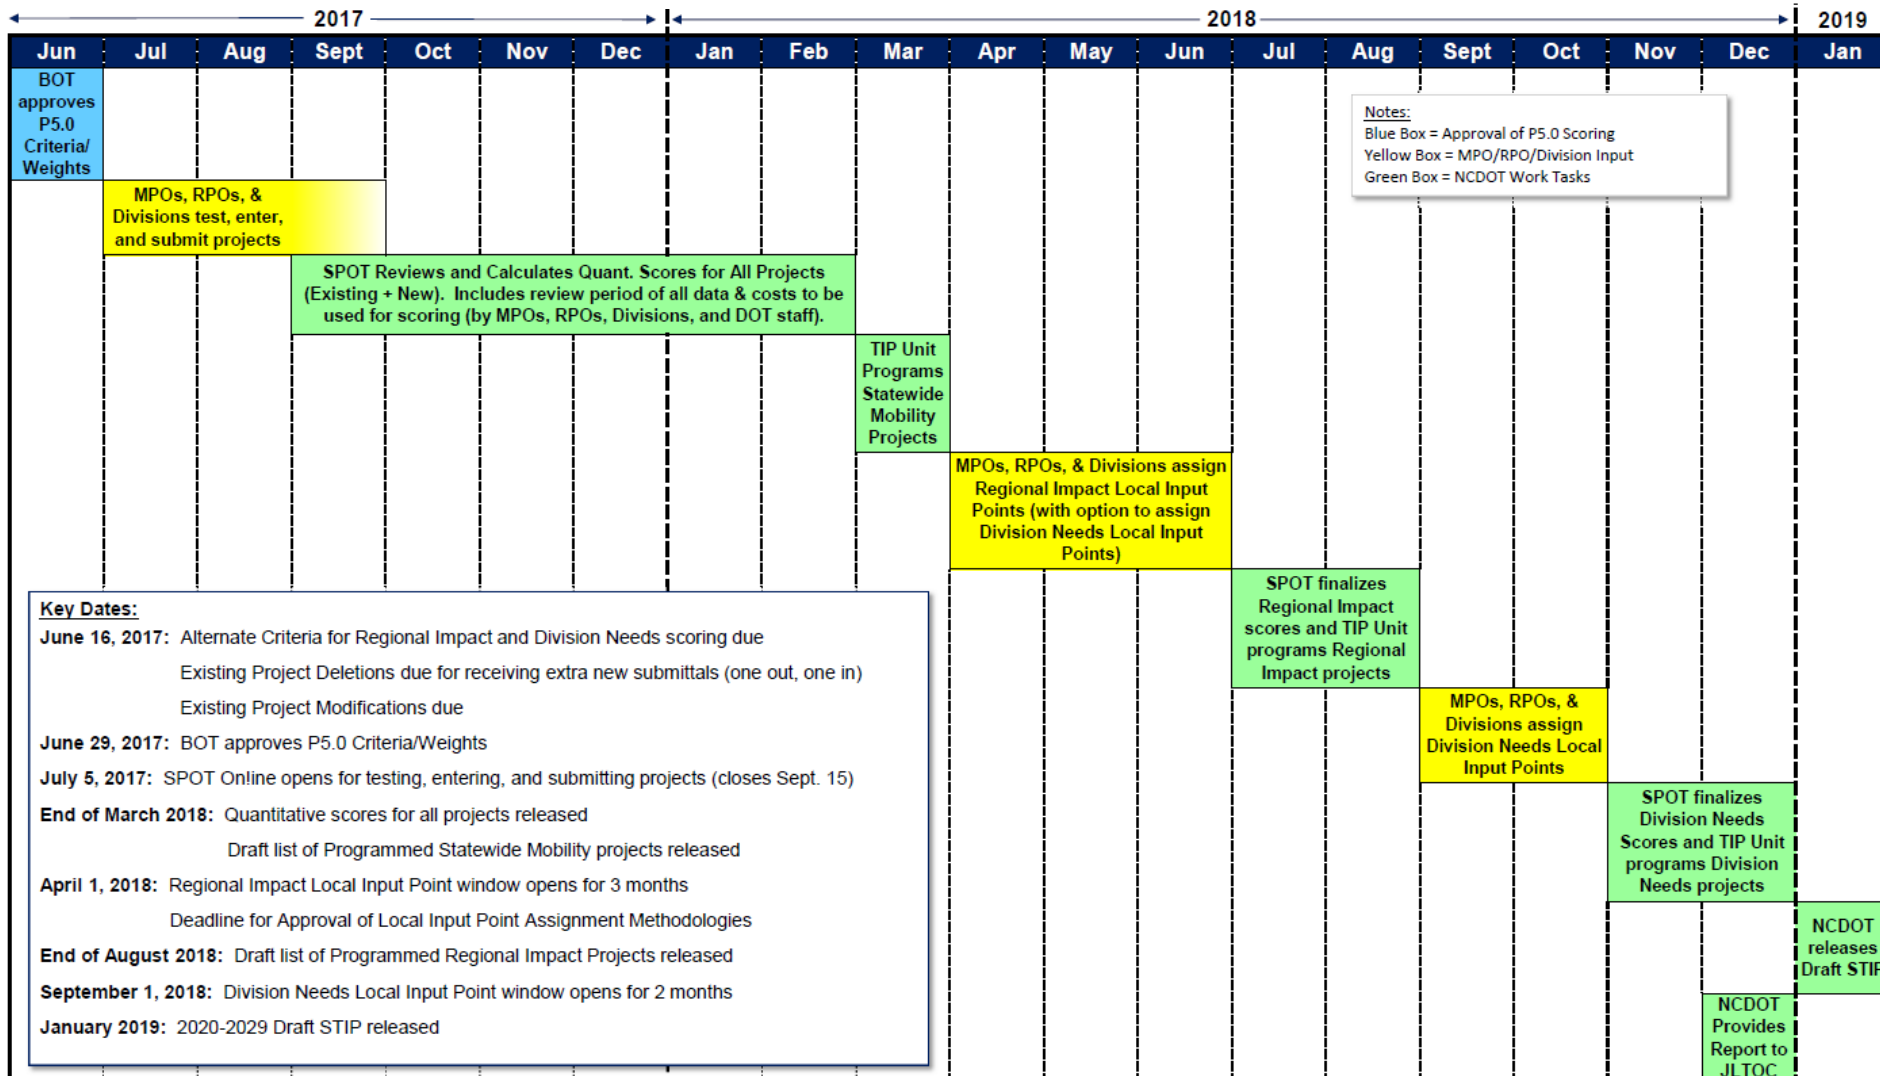 2017 2018 2019
Jun Jul Aug Sept Oct Nov Dec Jan Feb Mar Apr May Jun Jul Aug Sept Oct Nov Dec Jan
BOT
approves
P5.0
Criteria/
Weights
Notes:
Blue Box = Approval of P5.0 Scoring
Yellow Box = MPO/RPO/Division Input
Green Box = NCDOT Work Tasks
MPOs, RPOs, &
Divisions test, enter,
and submit projects
SPOT Reviews and Calculates Quant. Scores for All Projects
(Existing + New). Includes review period of all data & costs to be
used for scoring (by MPOs, RPOs, Divisions, and DOT staff).
TIP Unit
Programs
Statewide
Mobility
Projects
MPOs, RPOs, & Divisions assign
Regional Impact Local Input
Points (with option to assign
Division Needs Local Input
Points)
SPOT finalizes
Regional Impact
scores and TIP Unit
programs Regional
Impact projects
MPOs, RPOs, &
Divisions assign
Division Needs Local
Input Points
SPOT finalizes
Division Needs
Scores and TIP Unit
programs Division
Needs projects
NCDOT
releases
Draft STIP
NCDOT
Provides
Report to
JLTOC
Key Dates:
June 16, 2017: Alternate Criteria for Regional Impact and Division Needs scoring due
Existing Project Deletions due for receiving extra new submittals (one out, one in)
Existing Project Modifications due
June 29, 2017: BOT approves P5.0 Criteria/Weights
July 5, 2017: SPOT On!ine opens for testing, entering, and submitting projects (closes Sept. 15)
End of March 2018: Quantitative scores for all projects released
Draft list of Programmed Statewide Mobility projects released
April 1, 2018: Regional Impact Local Input Point window opens for 3 months
Deadline for Approval of Local Input Point Assignment Methodologies
End of August 2018: Draft list of Programmed Regional Impact Projects released
September 1, 2018: Division Needs Local Input Point window opens for 2 months
January 2019: 2020-2029 Draft STIP released